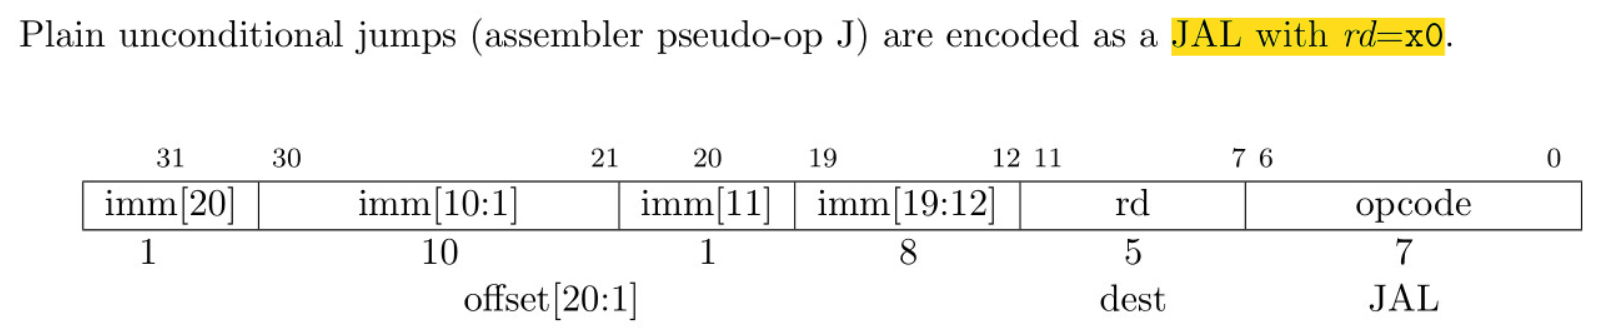 Plain unconditional jumps (assembler pseudo-op J) are encoded as a JAL with rd=x0.
31 30 21 20 19 12 11 7 6 0
imm[20] imm[10:1] imm[11] imm[19:12] rd opcode
1 10 1 8 5 7
offset[20:1] dest JAL